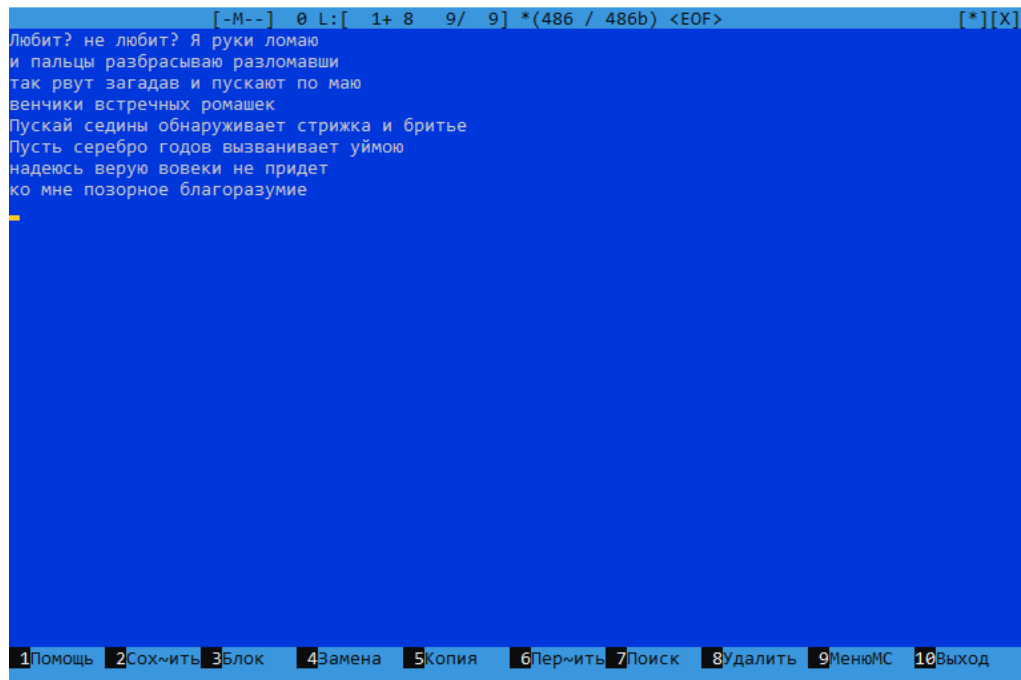 [-M--]  0 L:[  1+ 8   9/  9] *(486 / 486b) <EOF> [*][X]
Любит? не любит? Я руки ломаю
и пальцы разбрасываю разломавши
так рвут загадав и пускают по маю
венчики встречных ромашек
Пускай седины обнаруживает стрижка и бритье
Пусть серебро годов вызванивает уймою
надеюсь верую вовеки не придет
ко мне позорное благоразумие
1Помощь 2Сох~ить 3Блок 4Замена 5Копия 6Пер~ить 7Поиск 8Удалить 9МенюMC 10Выход